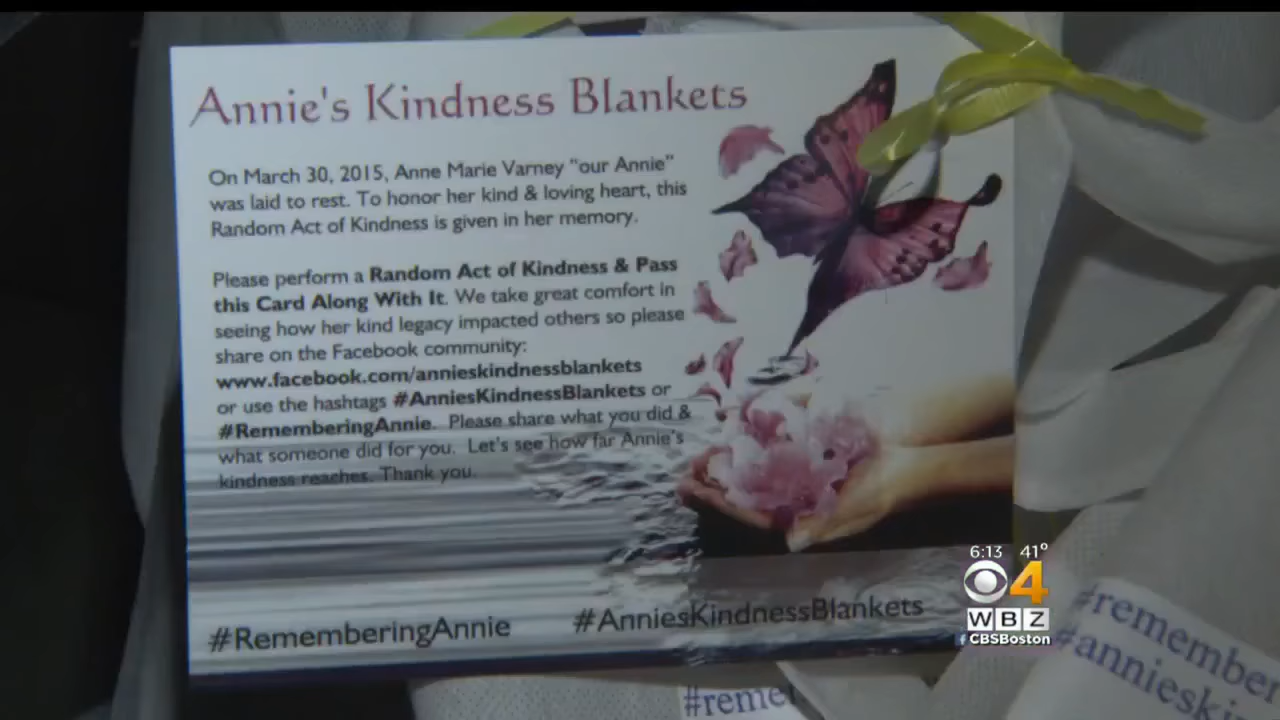 Annie's Kindness Blankets
On March 30, 2015, Anne Marie Varney “our Annie”
was laid to rest. To honor her kind & loving heart, this
Random Act of Kindness is given in her memory.
Please perform a Random Act of Kindness & Pass
this Card Along With It. We take great comfort in
seeing how her kind legacy impacted others so please
share on the Facebook community:
www.facebook.com/annieskindnessblankets
or use the hashtags #AnniesKindnessBlankets or
#RememberingAnnie. Please share what you did &
what someone did for you. Let's see how far Annie's
kindness reaches. Thank you.
#RememberingAnnie #AnniesKindnessBlankets
6:13 41°
4
WBZ
f CBSBoston
#remember
#annieski
#reme